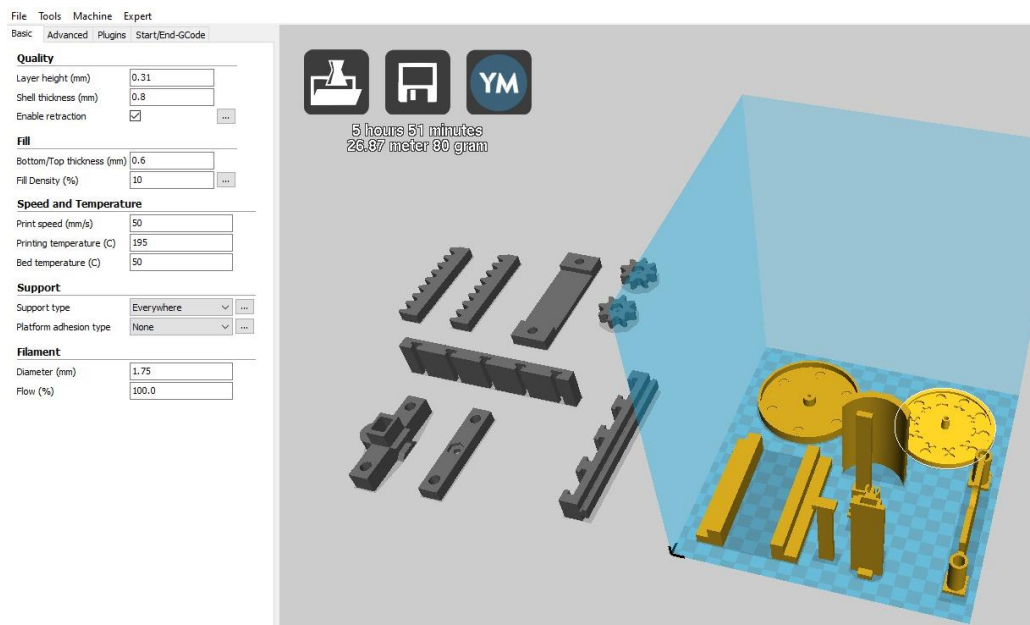 File Tools Machine Expert
Basic Advanced Plugins Start/End-GCode
Quality
Layer height (mm) 0.31
Shell thickness (mm) 0.8
Enable retraction ...
Fill
Bottom/Top thickness (mm) 0.6
Fill Density (%) 10 ...
Speed and Temperature
Print speed (mm/s) 50
Printing temperature (C) 195
Bed temperature (C) 50
Support
Support type Everywhere ...
Platform adhesion type None ...
Filament
Diameter (mm) 1.75
Flow (%) 100.0
YM
5 hours 51 minutes
26.87 meter 80 gram